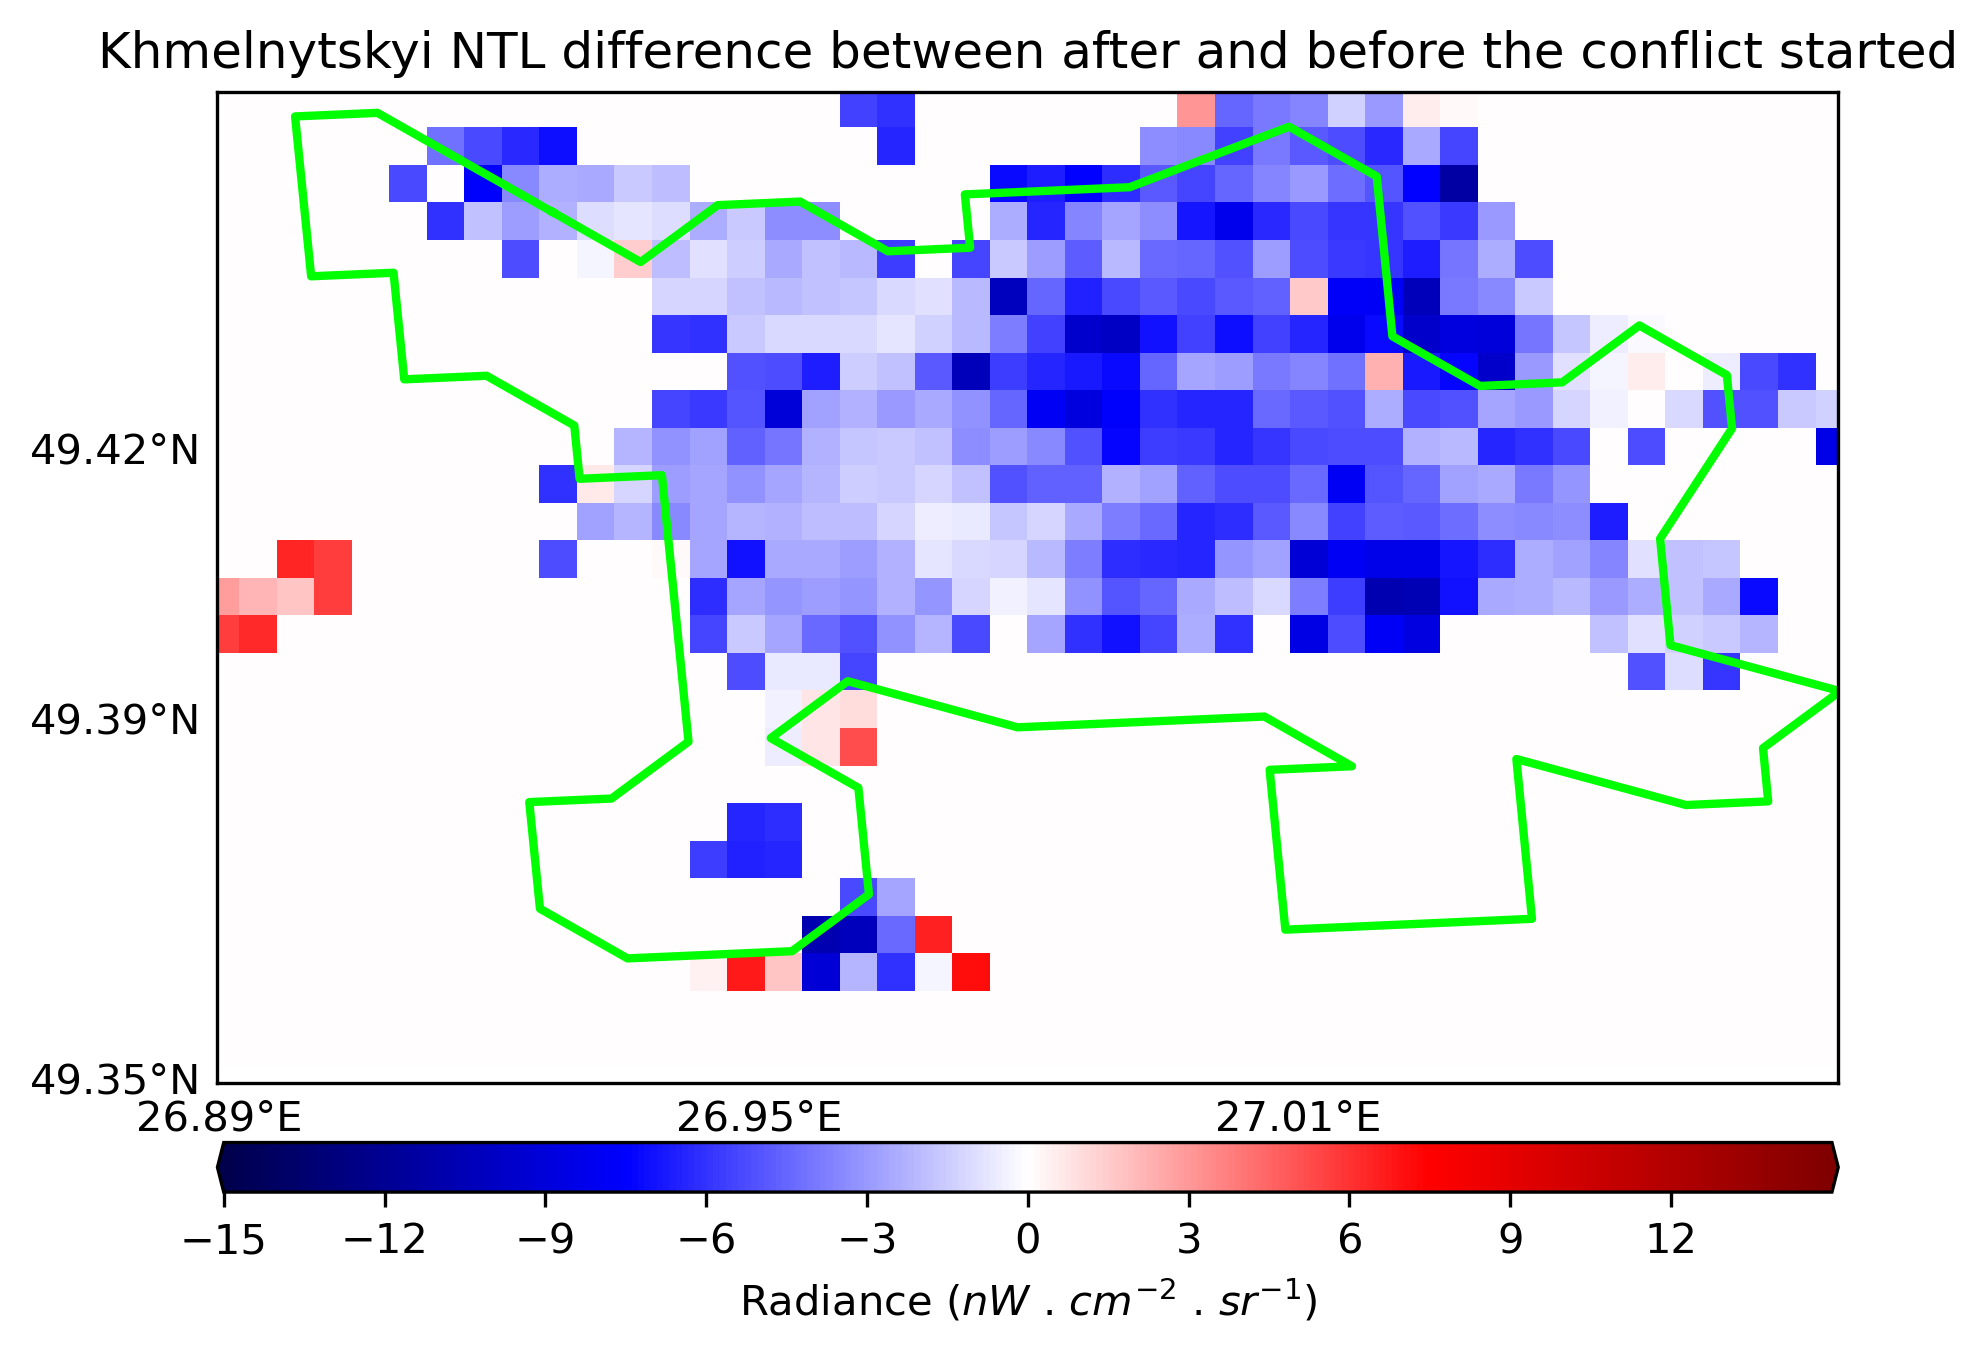 Khmelnytskyi NTL difference between after and before the conflict started
49.42°N
49.39°N
49.35°N
26.89°E 26.95°E 27.01°E
−15 −12 −9 −6 −3 0 3 6 9 12
Radiance (nW . cm⁻² . sr⁻¹)